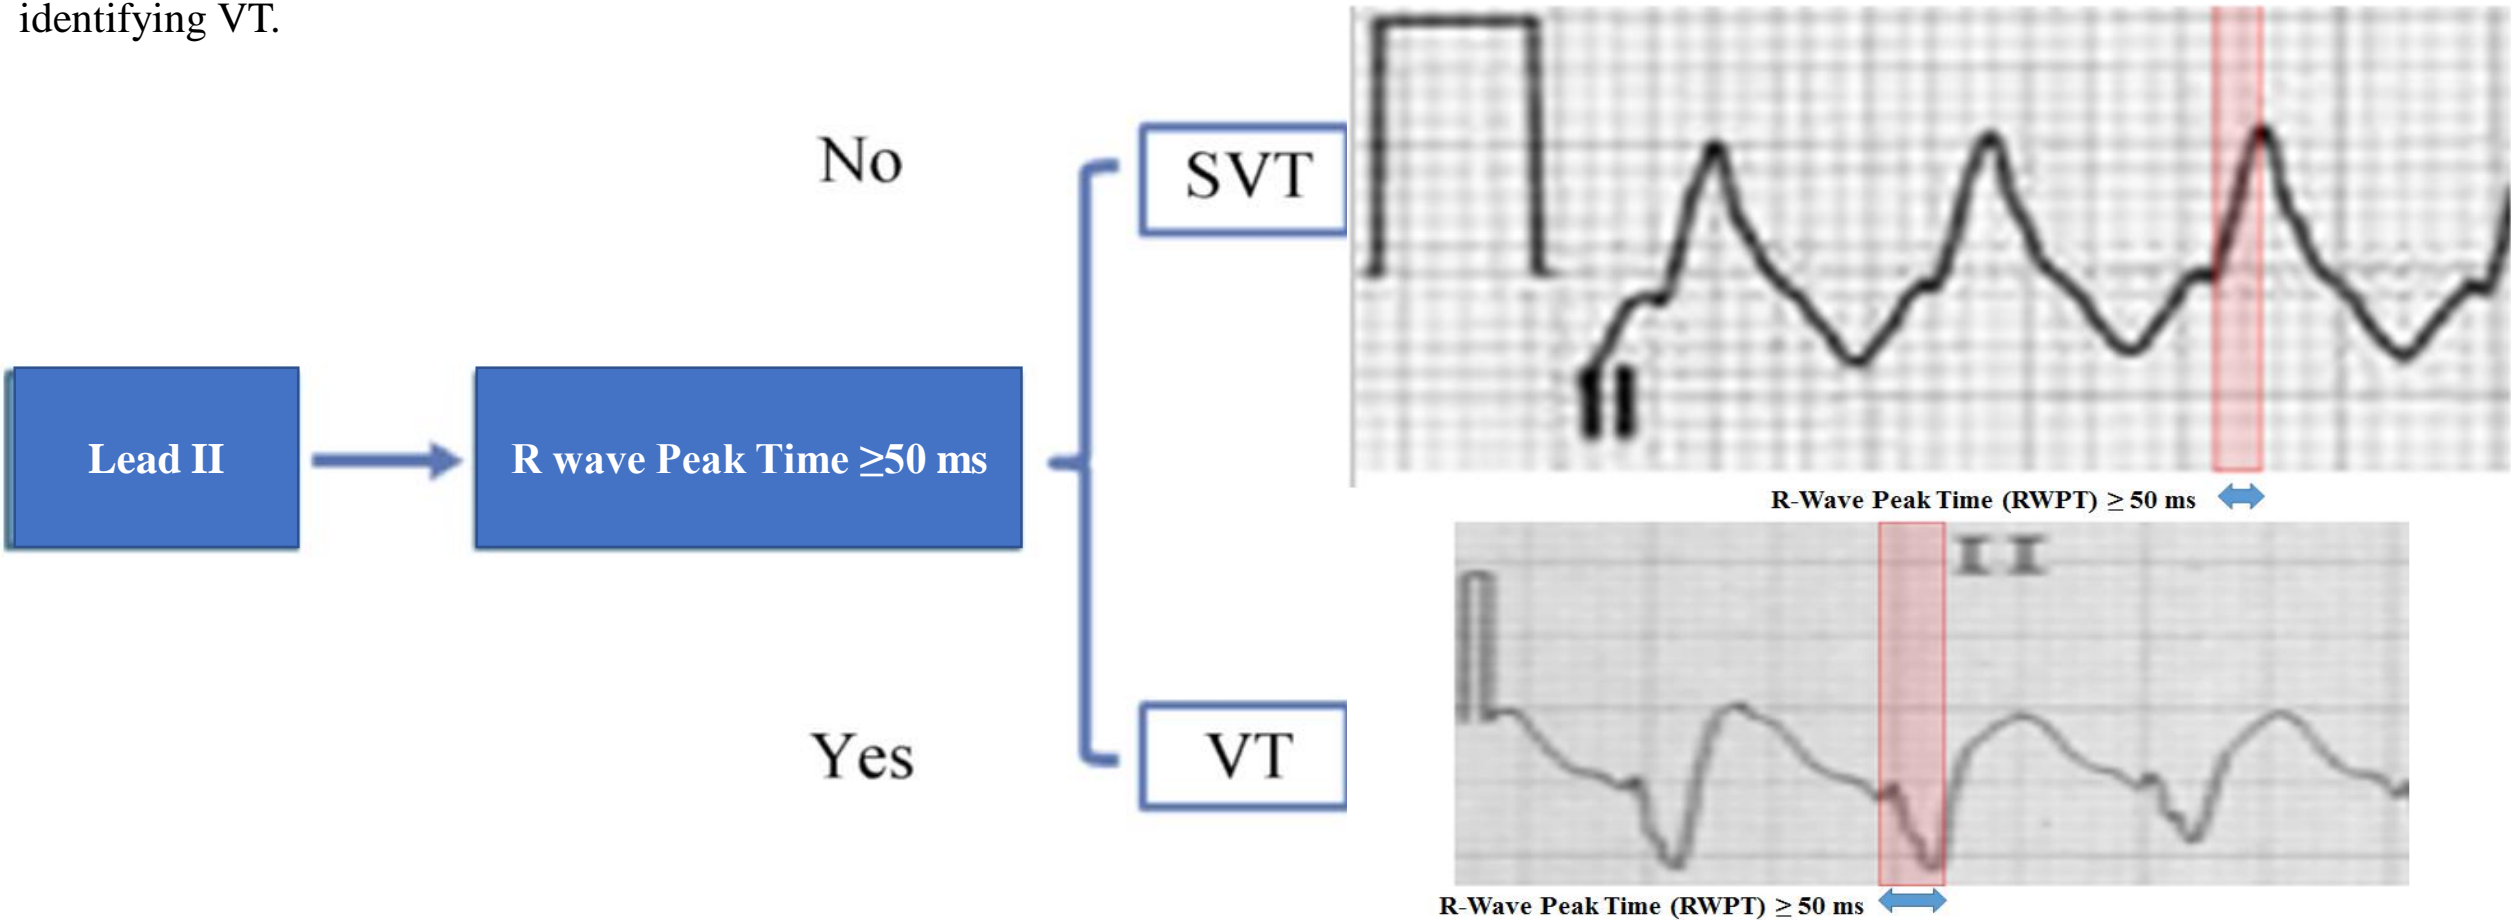 identifying VT.
No
SVT
Lead II
R wave Peak Time ≥50 ms
Yes
VT
II
R-Wave Peak Time (RWPT) ≥ 50 ms
II
R-Wave Peak Time (RWPT) ≥ 50 ms